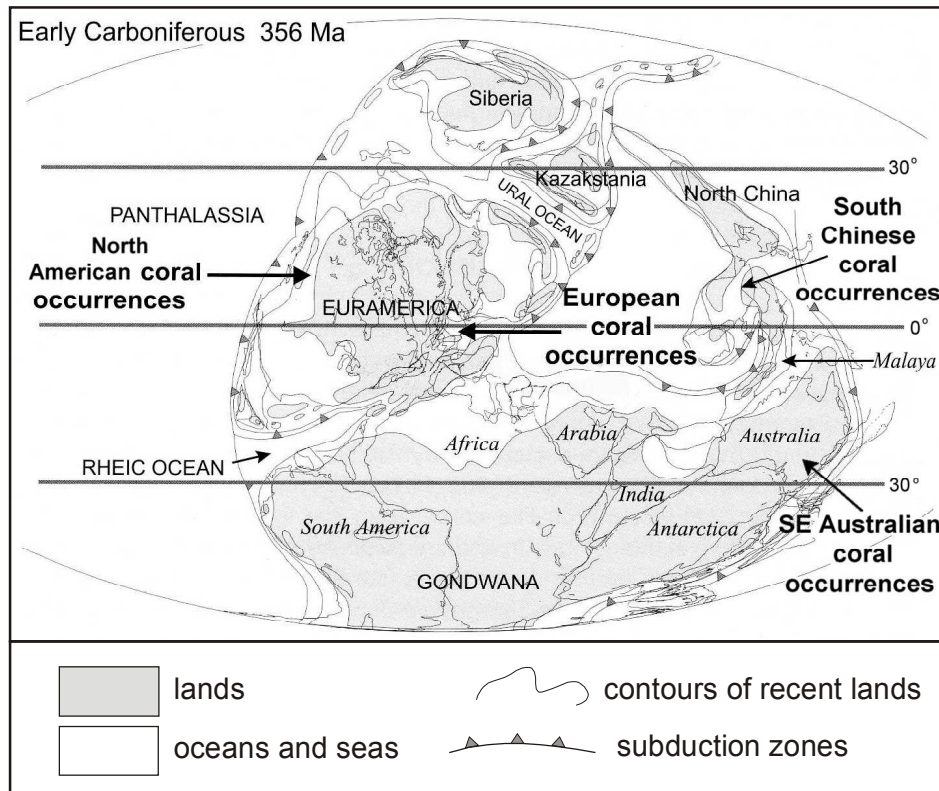 Early Carboniferous 356 Ma
Siberia
30°
Kazakstania
North China
URAL OCEAN
PANTHALASSIA
North
American coral
occurrences
South
Chinese
coral
occurrences
EURAMERICA
European
coral
occurrences
0°
Malaya
Africa
Arabia
Australia
RHEIC OCEAN
30°
India
South America
Antarctica
SE Australian
coral
occurrences
GONDWANA
lands
contours of recent lands
oceans and seas
subduction zones